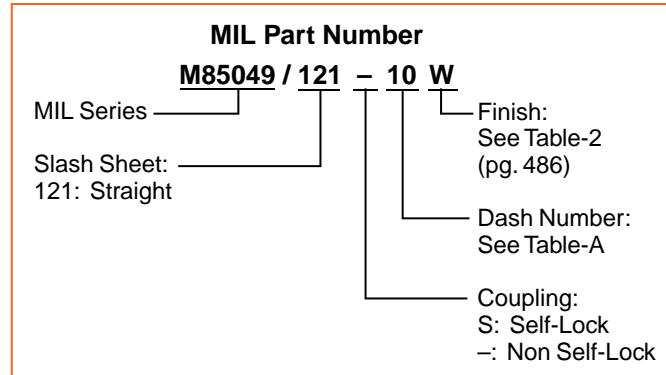 MIL Part Number
M85049 / 121 – 10 W
MIL Series
Slash Sheet:
121: Straight
Finish:
See Table-2
(pg. 486)
Dash Number:
See Table-A
Coupling:
S: Self-Lock
–: Non Self-Lock